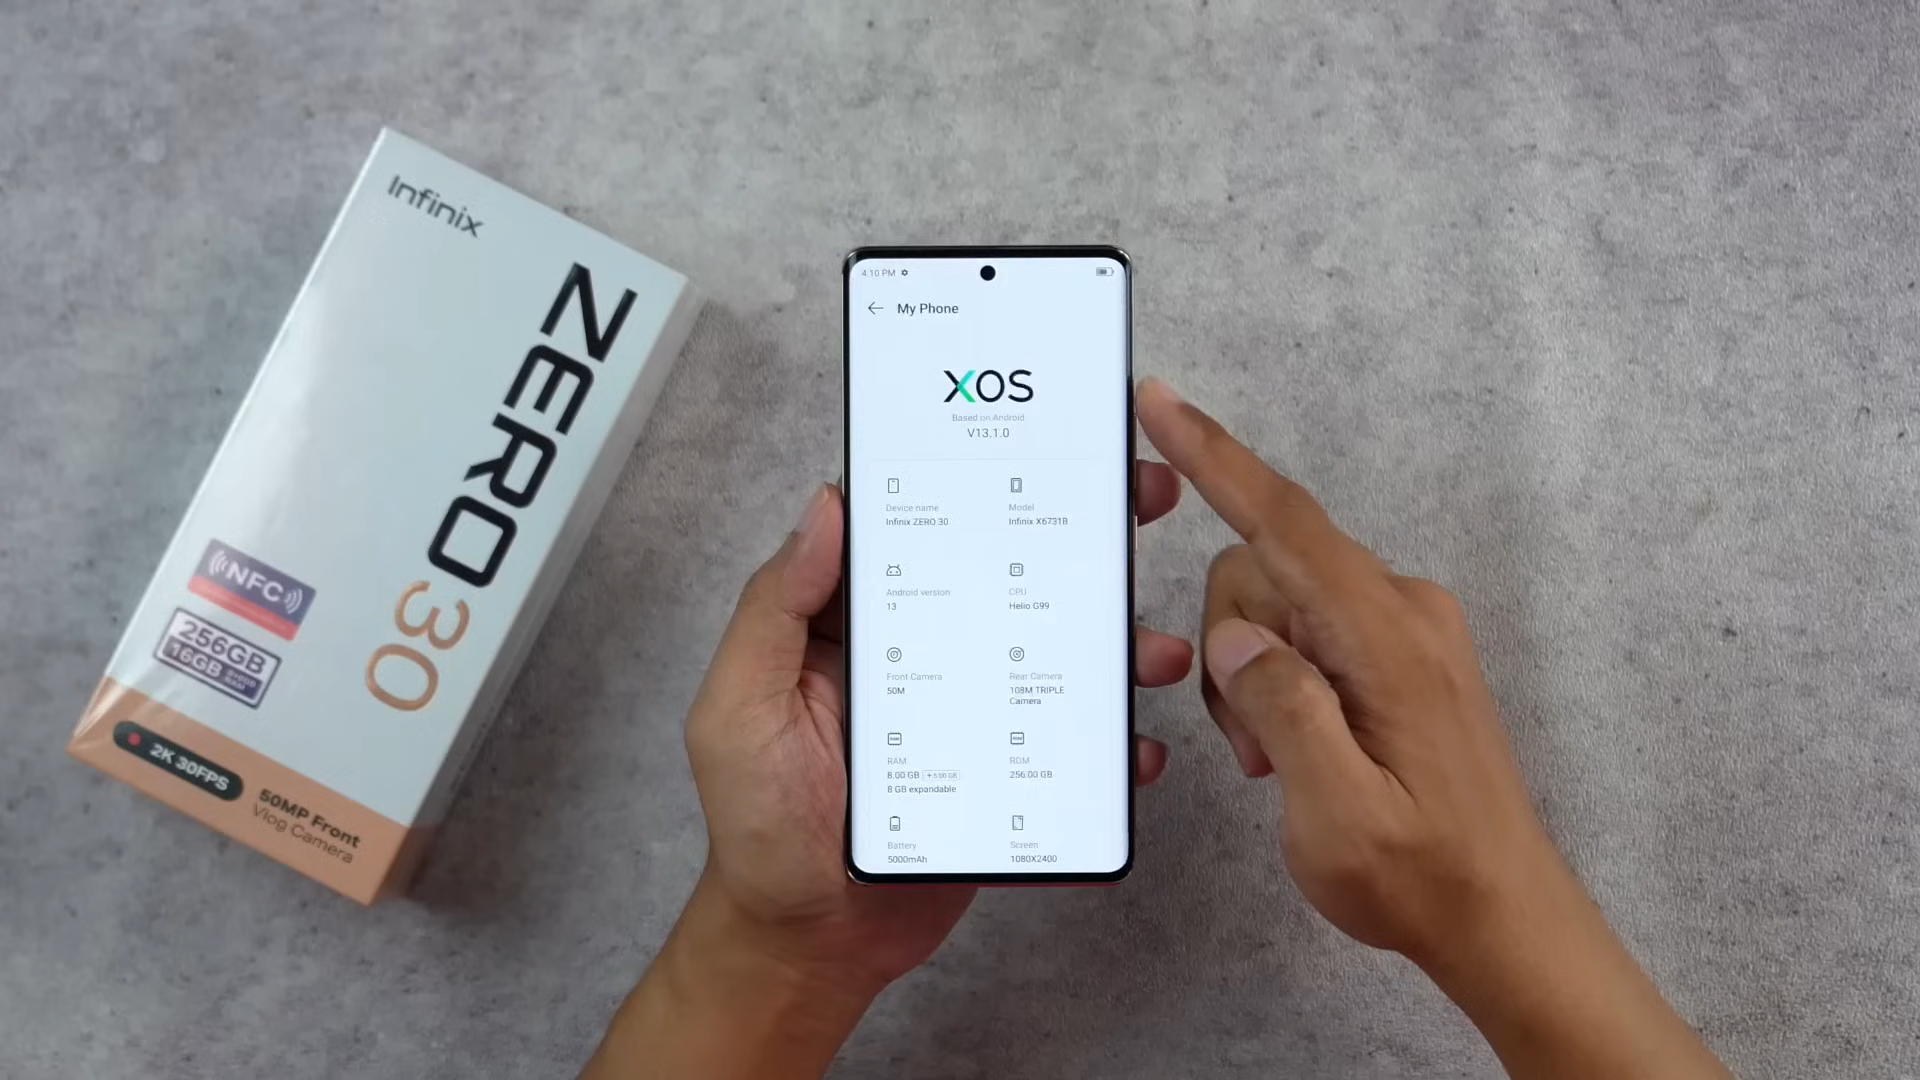 Infinix
ZERO 30
NFC
256GB
16GB
RAM
2K 30FPS
50MP Front
Vlog Camera
4:10 PM
My Phone
XOS
Based on Android
V13.1.0
Device name
Infinix ZERO 30
Model
Infinix X6731B
Android version
13
CPU
Helio G99
Front Camera
50M
Rear Camera
108M TRIPLE
Camera
RAM
8.00 GB
8 GB expandable
ROM
256.00 GB
Battery
5000mAh
Screen
1080X2400